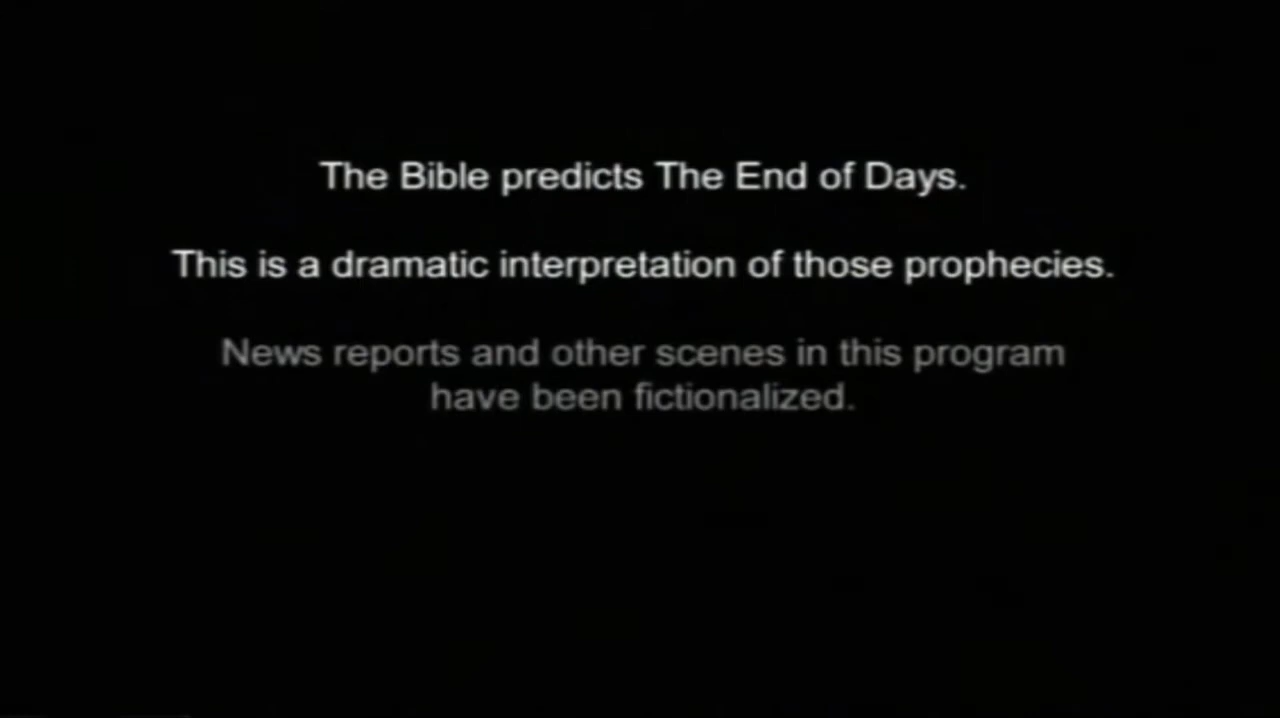 The Bible predicts The End of Days.
This is a dramatic interpretation of those prophecies.
News reports and other scenes in this program
have been fictionalized.